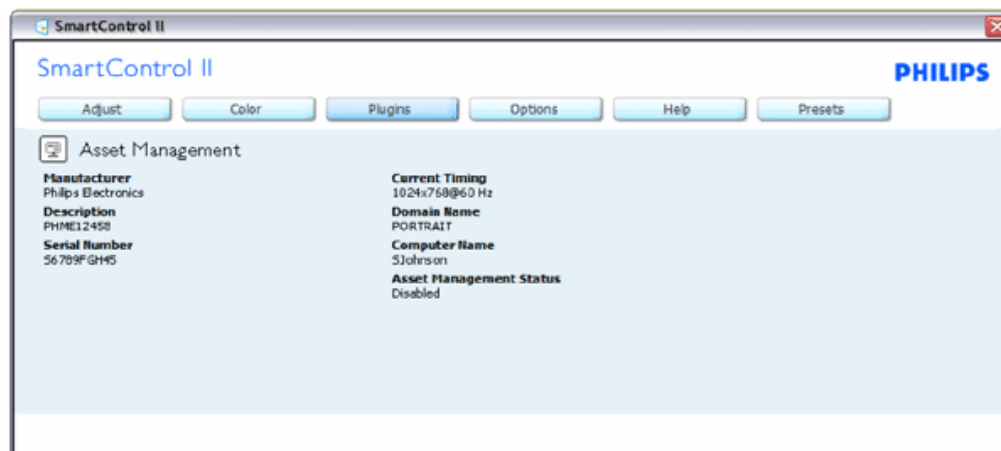 SmartControl II
SmartControl II
PHILIPS
Adjust Color Plugins Options Help Presets
Asset Management
Manufacturer
Philips Electronics
Description
PHME12458
Serial Number
56789FGH45
Current Timing
1024x768@60 Hz
Domain Name
PORTRAIT
Computer Name
SJohnson
Asset Management Status
Disabled